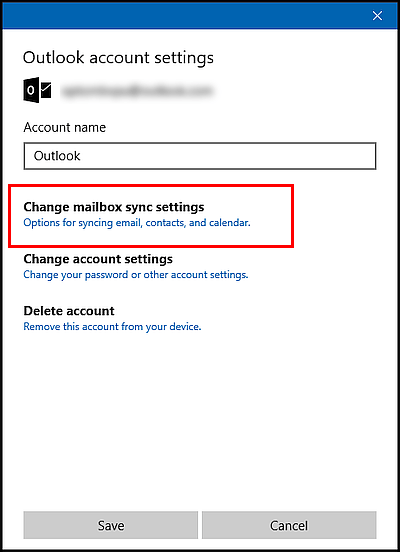 Outlook account settings
Account name
Outlook
Change mailbox sync settings
Options for syncing email, contacts, and calendar.
Change account settings
Change your password or other account settings.
Delete account
Remove this account from your device.
Save
Cancel